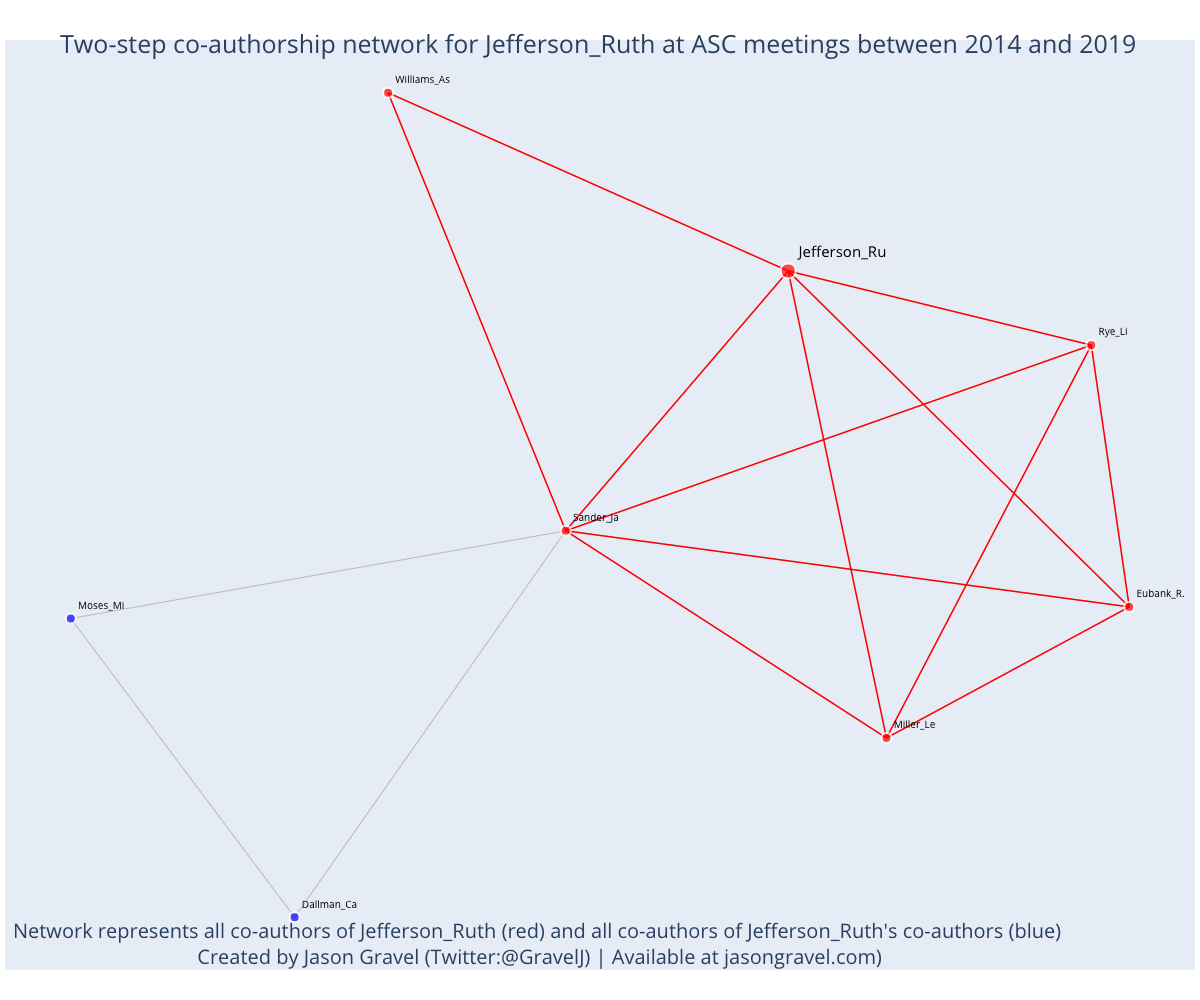 Two-step co-authorship network for Jefferson_Ruth at ASC meetings between 2014 and 2019
Williams_As
Jefferson_Ru
Rye_Li
Sander_Ja
Eubank_R.
Moses_Mi
Miller_Le
Dallman_Ca
Network represents all co-authors of Jefferson_Ruth (red) and all co-authors of Jefferson_Ruth's co-authors (blue)
Created by Jason Gravel (Twitter:@GravelJ) | Available at jasongravel.com)